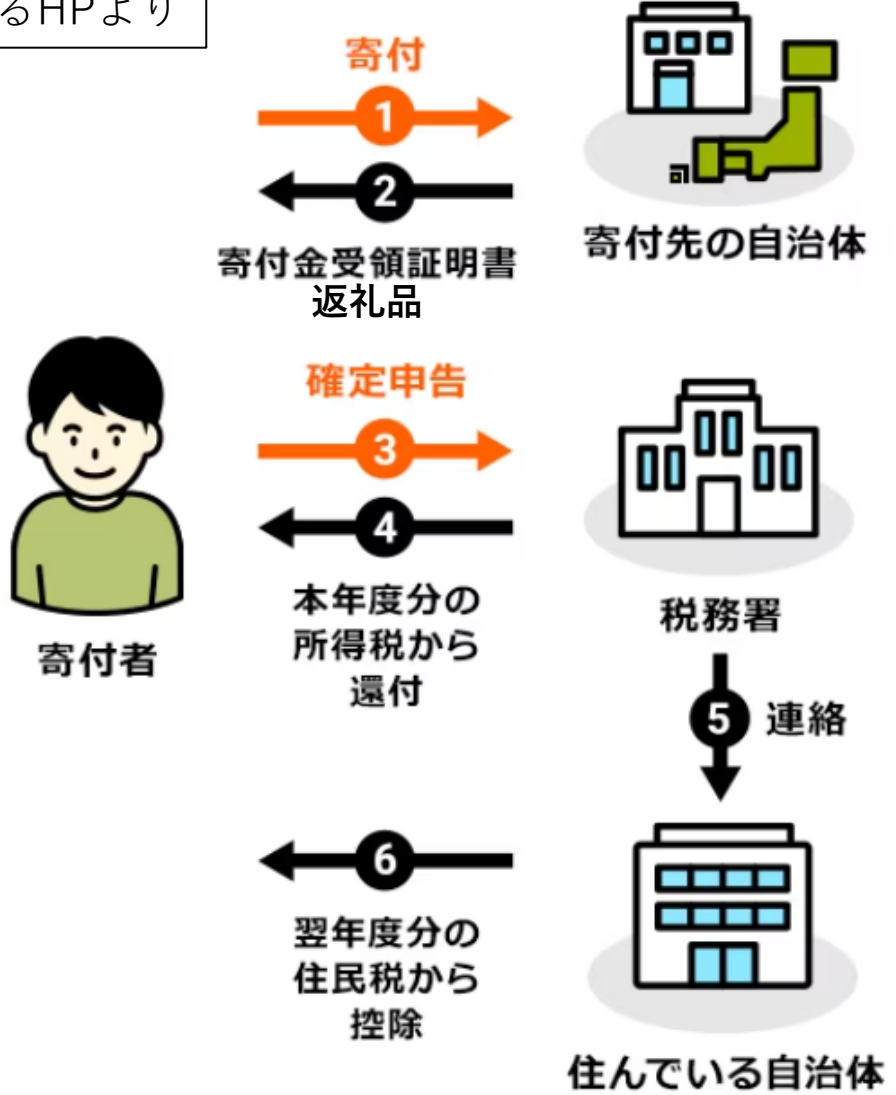 るHPより
寄付
1
2
寄付金受領証明書
返礼品
寄付先の自治体
確定申告
3
4
本年度分の
所得税から
還付
寄付者
税務署
5 連絡
6
翌年度分の
住民税から
控除
住んでいる自治体